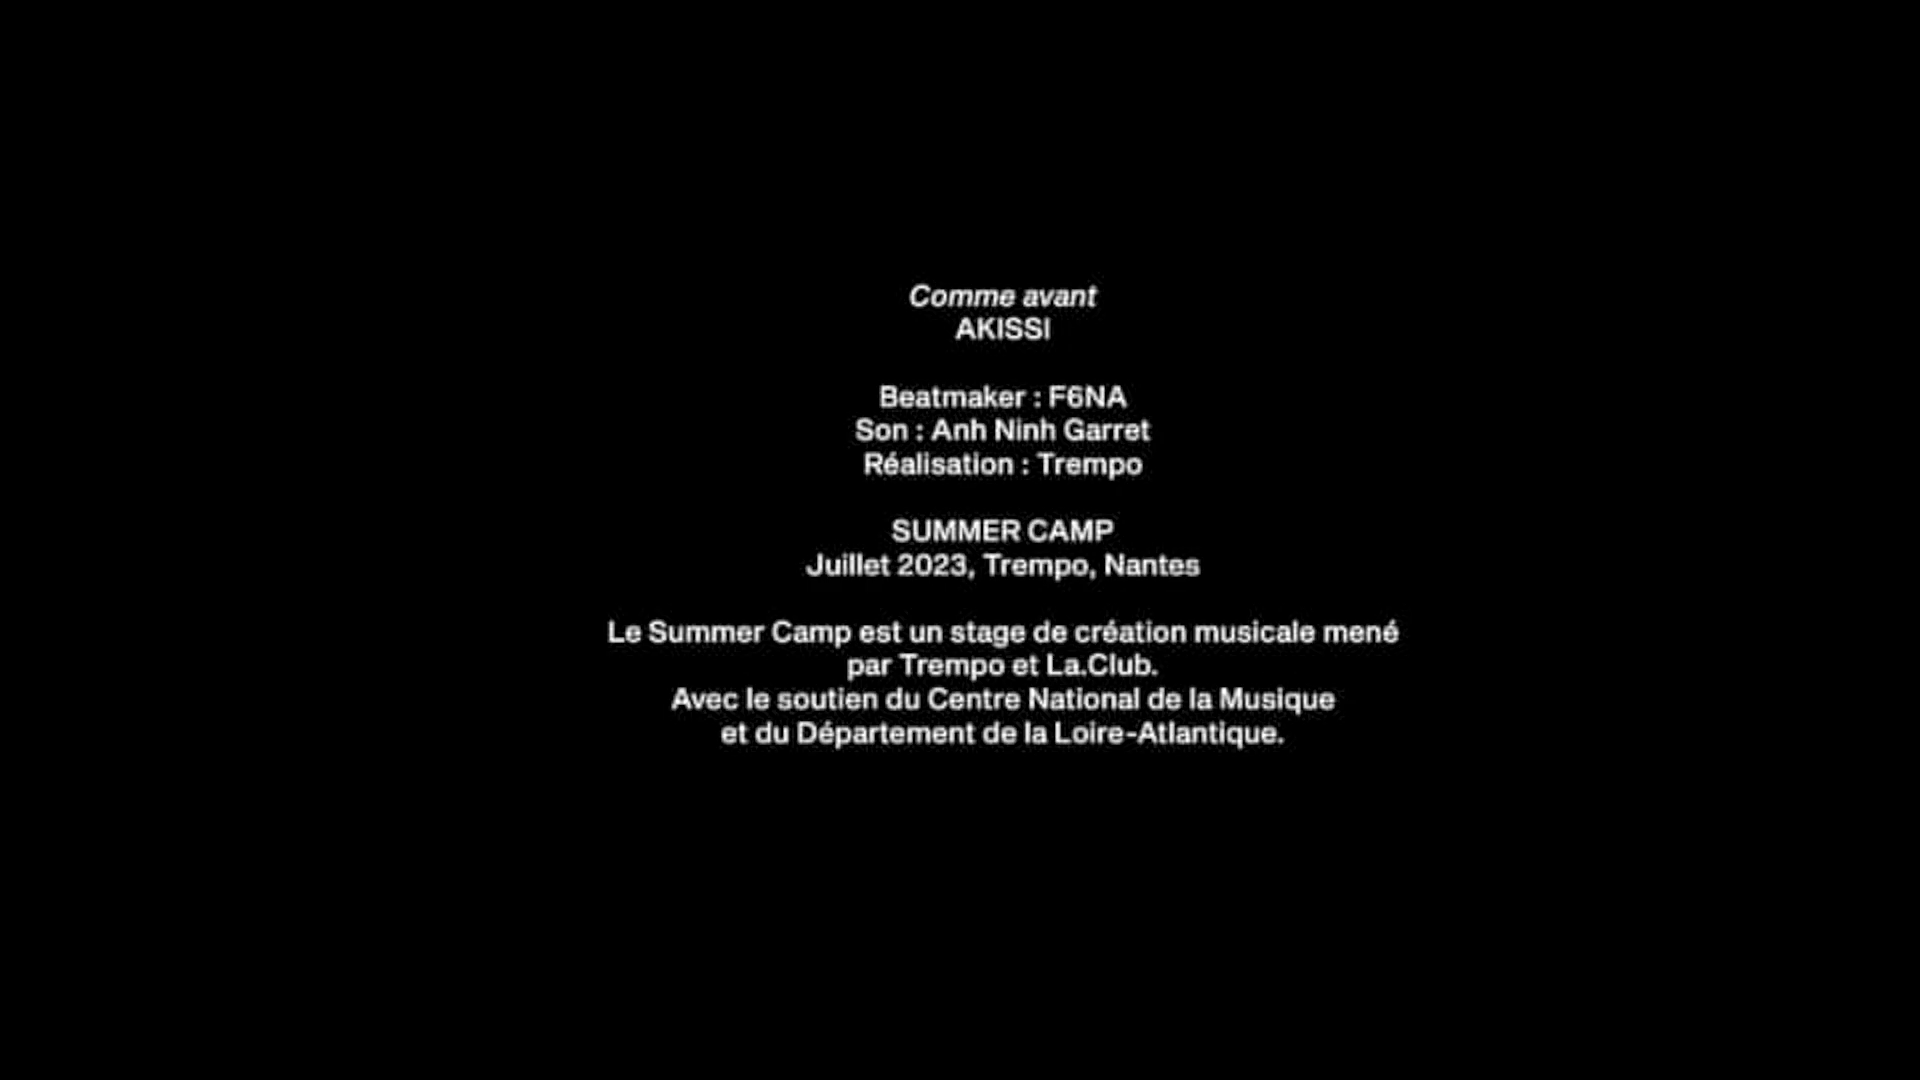 Comme avant
AKISSI
Beatmaker : F6NA
Son : Anh Ninh Garret
Réalisation : Trempo
SUMMER CAMP
Juillet 2023, Trempo, Nantes
Le Summer Camp est un stage de création musicale mené
par Trempo et La.Club.
Avec le soutien du Centre National de la Musique
et du Département de la Loire-Atlantique.